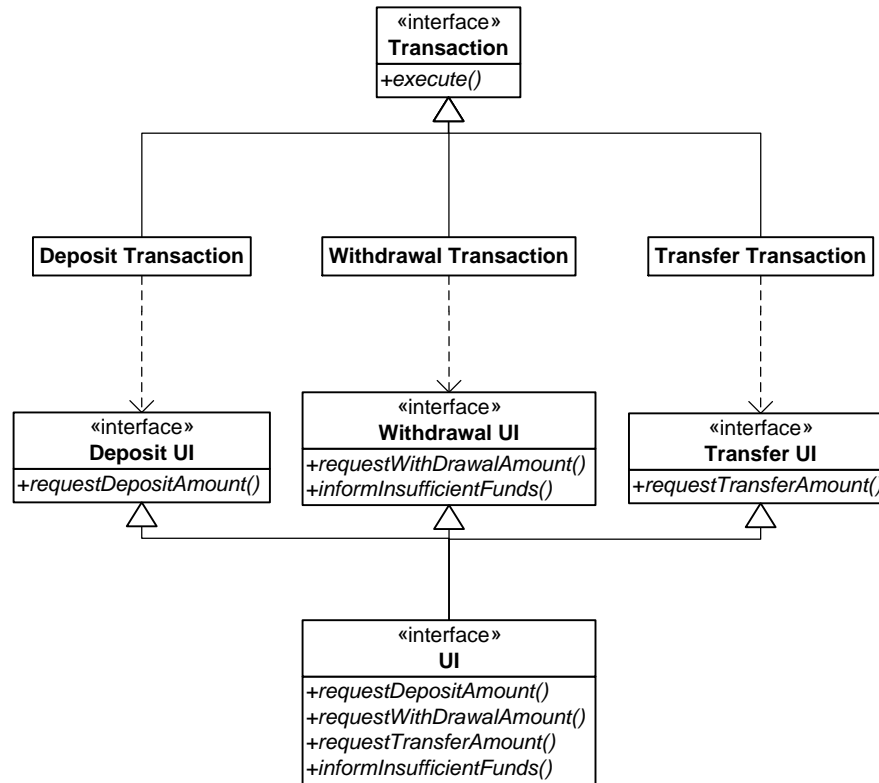 «interface»
Transaction
+execute()
Deposit Transaction
Withdrawal Transaction
Transfer Transaction
«interface»
Deposit UI
+requestDepositAmount()
«interface»
Withdrawal UI
+requestWithDrawalAmount()
+informInsufficientFunds()
«interface»
Transfer UI
+requestTransferAmount()
«interface»
UI
+requestDepositAmount()
+requestWithDrawalAmount()
+requestTransferAmount()
+informInsufficientFunds()